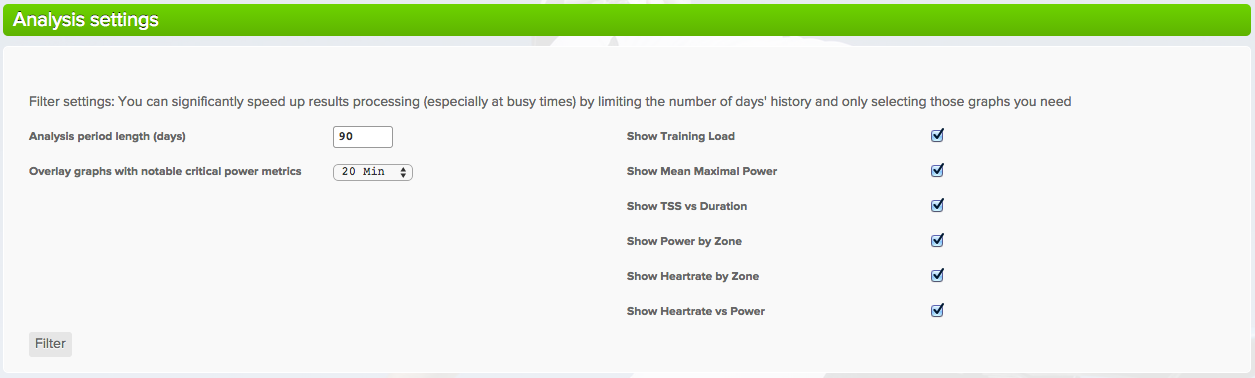 Analysis settings
Filter settings: You can significantly speed up results processing (especially at busy times) by limiting the number of days' history and only selecting those graphs you need
Analysis period length (days) 90 Show Training Load
Overlay graphs with notable critical power metrics 20 Min Show Mean Maximal Power
Show TSS vs Duration
Show Power by Zone
Show Heartrate by Zone
Show Heartrate vs Power
Filter